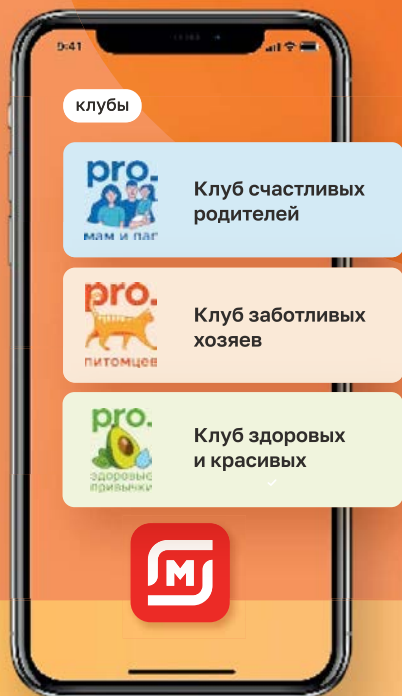 9:41
клубы
pro.
мам и пап
Клуб счастливых
родителей
pro.
питомцев
Клуб заботливых
хозяев
pro.
здоровые
привычки
Клуб здоровых
и красивых
М